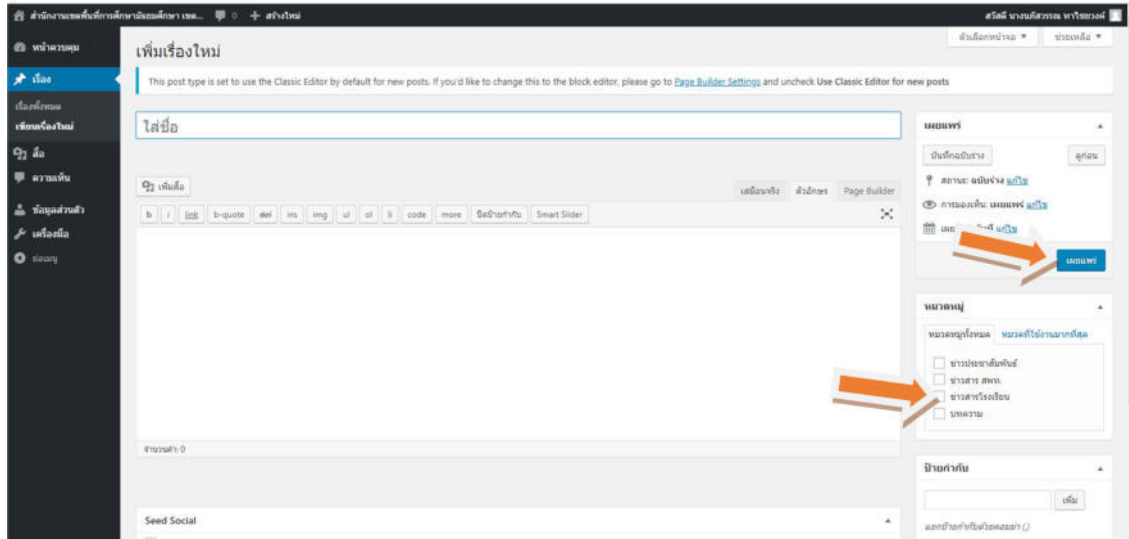 สำนักงานเขตพื้นที่การศึกษามัธยมศึกษา เขต... 0 + สร้างใหม่
สวัสดี นางนภัสวรรณ
ตัวเลือกหน้าจอ ช่วยเหลือ
หน้าควบคุม
เรื่อง
เรื่องทั้งหมด
เขียนเรื่องใหม่
สื่อ
ความเห็น
ข้อมูลส่วนตัว
เครื่องมือ
ย่อเมนู
เพิ่มเรื่องใหม่
This post type is set to use the Classic Editor by default for new posts. If you'd like to change this to the block editor, please go to Page Builder Settings and uncheck Use Classic Editor for new posts
ใส่ชื่อ
เพิ่มสื่อ
เสมือนจริง ตัวอักษร Page Builder
b i link b-quote del ins img ul ol li code more ปิดป้ายกำกับ Smart Slider
จำนวนคำ: 0
Seed Social
เผยแพร่
บันทึกฉบับร่าง ดูก่อน
สถานะ: ฉบับร่าง แก้ไข
การมองเห็น: เผยแพร่ แก้ไข
แก้ไข
เผยแพร่
หมวดหมู่
หมวดหมู่ทั้งหมด หมวดที่ใช้งานมากที่สุด
ข่าวประชาสัมพันธ์
ข่าวสาร สพท.
ข่าวสารโรงเรียน
บทความ
ป้ายกำกับ
เพิ่ม
แยกป้ายกำกับด้วยคอมม่า (,)